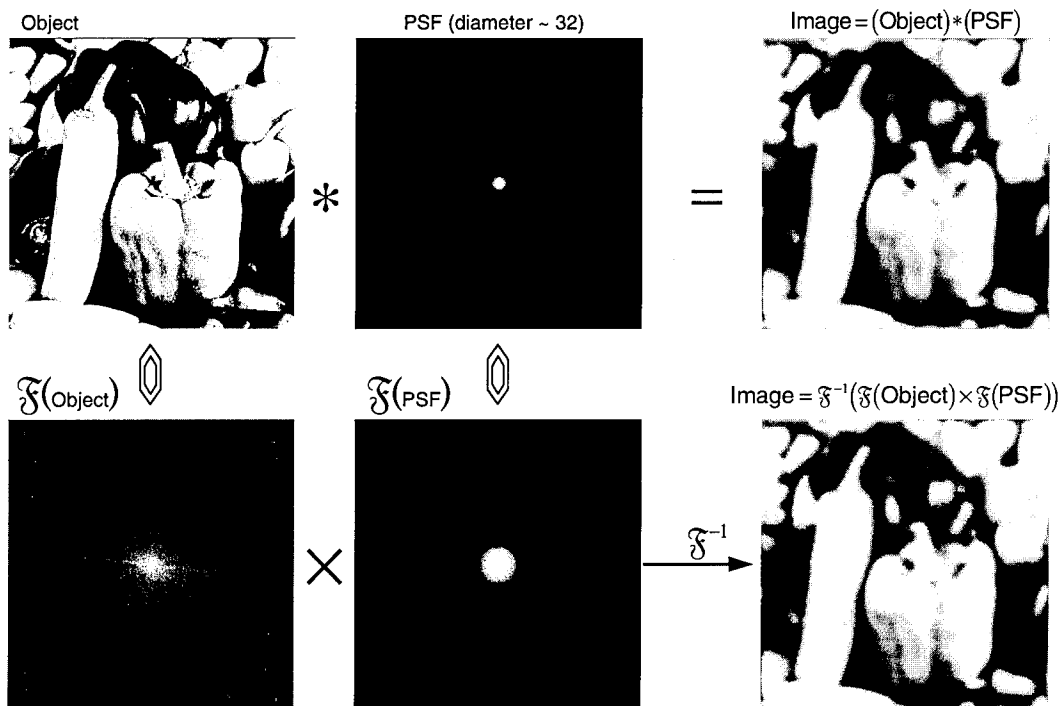 Object
PSF (diameter ~ 32)
Image = (Object)*(PSF)
*
=
𝔉(Object)
𝔉(PSF)
Image = 𝔉⁻¹(𝔉(Object)×𝔉(PSF))
×
𝔉⁻¹